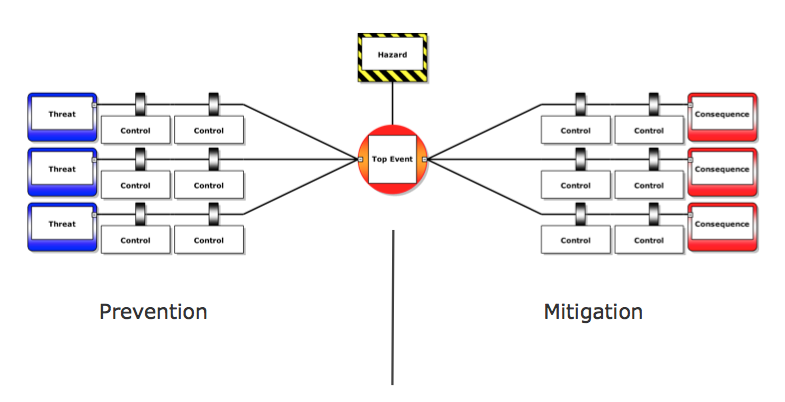 Hazard
Threat
Control
Control
Top Event
Control
Control
Consequence
Threat
Control
Control
Control
Control
Consequence
Threat
Control
Control
Control
Control
Consequence
Prevention
Mitigation